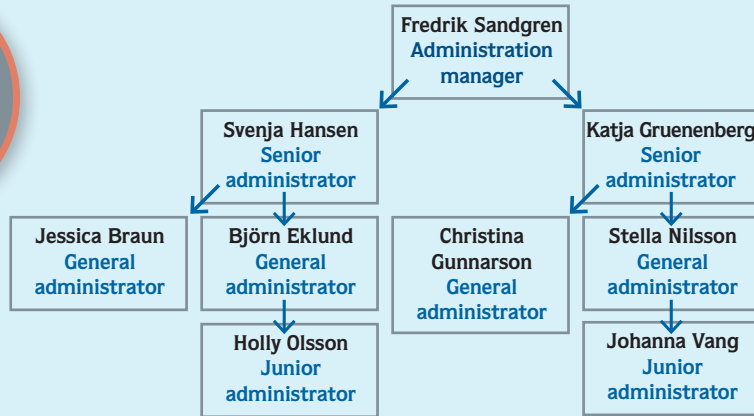 Fredrik Sandgren
Administration
manager
Svenja Hansen
Senior
administrator
Katja Gruenenberg
Senior
administrator
Jessica Braun
General
administrator
Björn Eklund
General
administrator
Christina
Gunnarson
General
administrator
Stella Nilsson
General
administrator
Holly Olsson
Junior
administrator
Johanna Vang
Junior
administrator